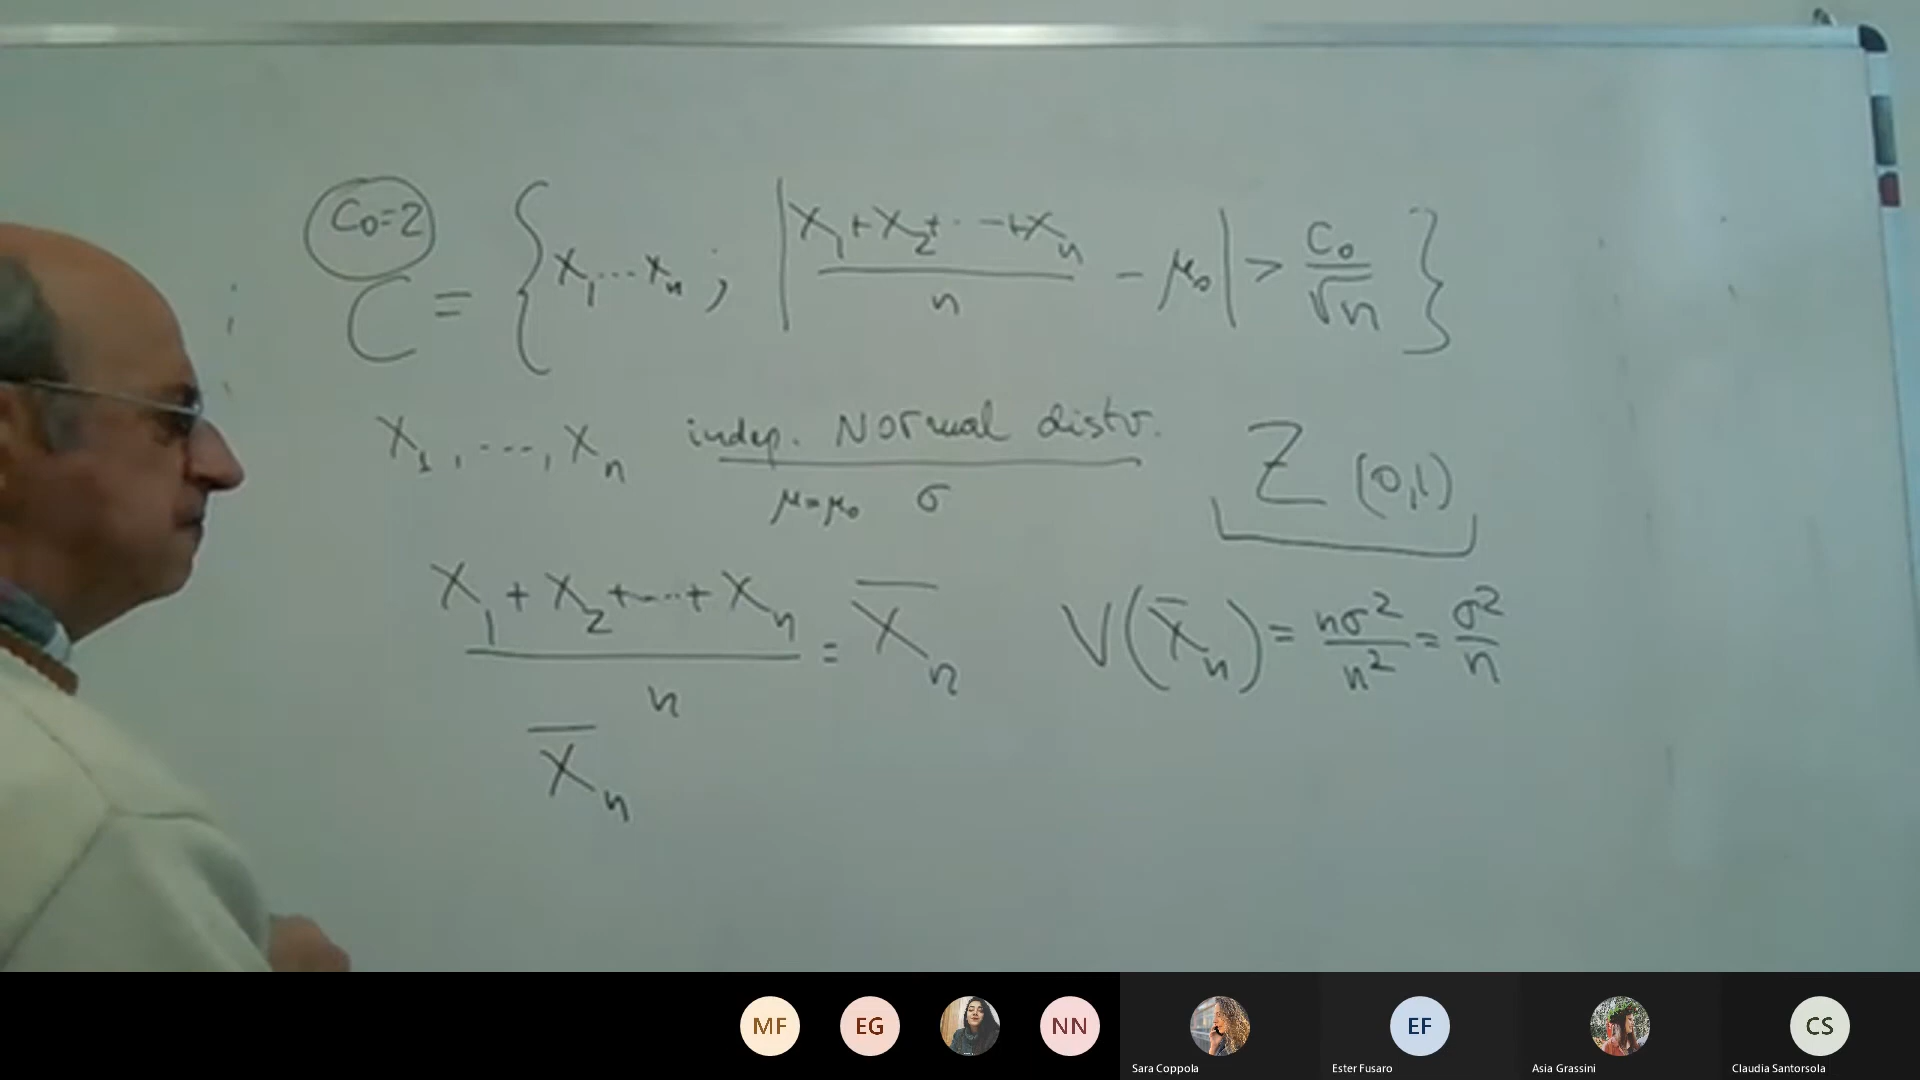 C₀=2
C = { X₁...Xₙ ; | (X₁+X₂+...+Xₙ)/n - μ₀ | > C₀/√n }
X₁, ..., Xₙ indep. Normal distr. Z (0,1)
μ=μ₀ σ
(X₁+X₂+...+Xₙ)/n = X̄ₙ V(X̄ₙ) = nσ²/n² = σ²/n
X̄ₙ
MF EG NN EF CS
Sara Coppola Ester Fusaro Asia Grassini Claudia Santorsola